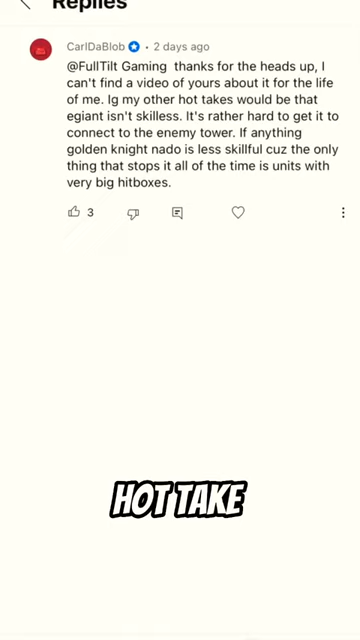 Replies
CarlDaBlob • 2 days ago
@FullTilt Gaming thanks for the heads up, I
can't find a video of yours about it for the life
of me. Ig my other hot takes would be that
egiant isn't skilless. It's rather hard to get it to
connect to the enemy tower. If anything
golden knight nado is less skillful cuz the only
thing that stops it all of the time is units with
very big hitboxes.
3
HOT TAKE